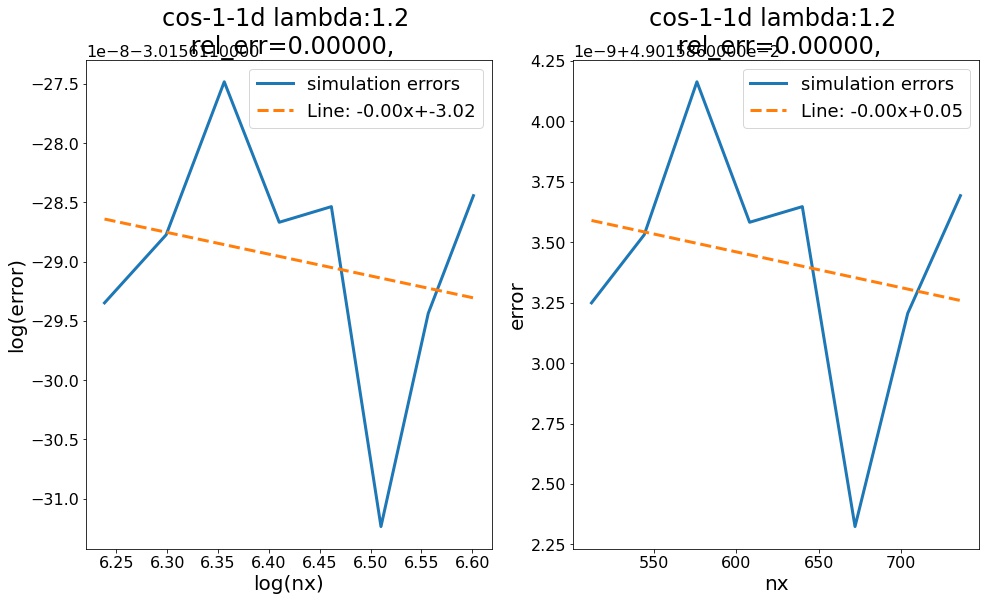 cos-1-1d lambda:1.2
rel_err=0.00000,
1e−8−3.0156110000
simulation errors
Line: -0.00x+-3.02
−27.5
−28.0
−28.5
−29.0
−29.5
−30.0
−30.5
−31.0
log(error)
6.25 6.30 6.35 6.40 6.45 6.50 6.55 6.60
log(nx)
cos-1-1d lambda:1.2
rel_err=0.00000,
1e−9+4.9015860000e−2
simulation errors
Line: -0.00x+0.05
4.25
4.00
3.75
3.50
3.25
3.00
2.75
2.50
2.25
error
550 600 650 700
nx